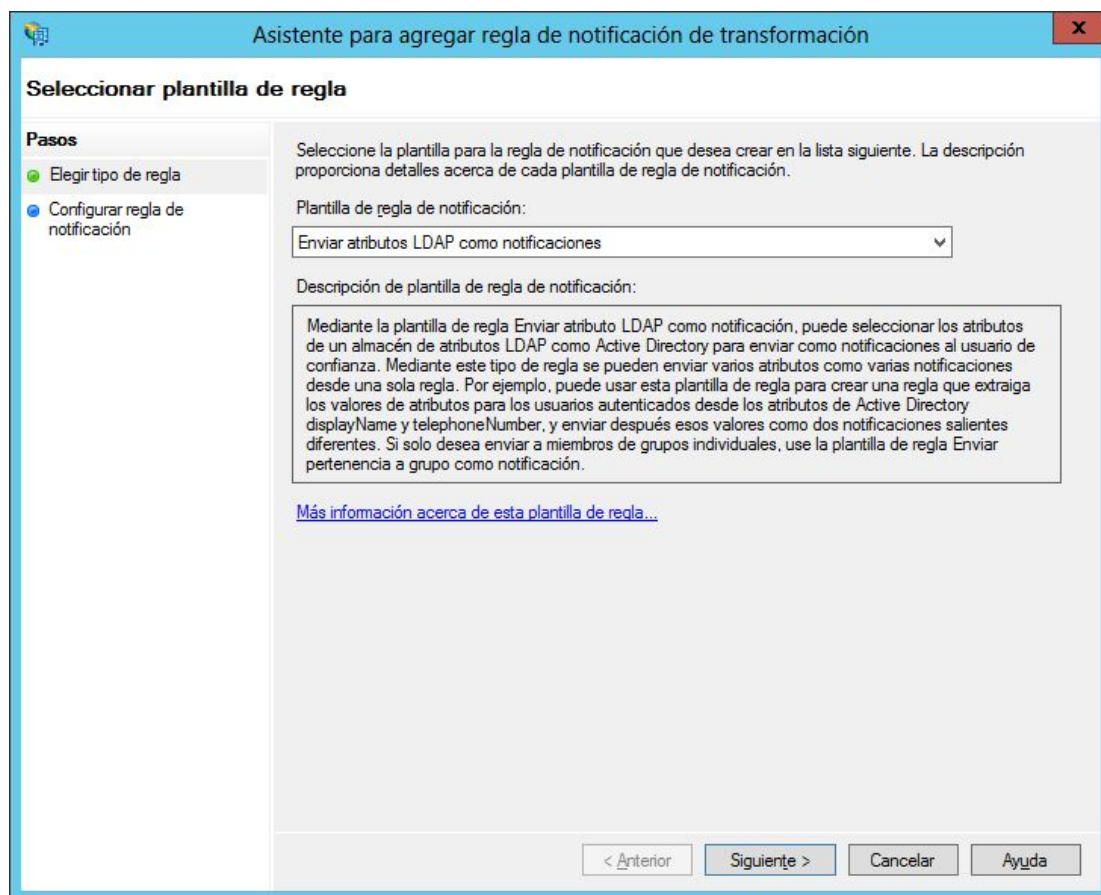 Asistente para agregar regla de notificación de transformación
x
Seleccionar plantilla de regla
Pasos
Elegir tipo de regla
Configurar regla de
notificación
Seleccione la plantilla para la regla de notificación que desea crear en la lista siguiente. La descripción
proporciona detalles acerca de cada plantilla de regla de notificación.
Plantilla de regla de notificación:
Enviar atributos LDAP como notificaciones
Descripción de plantilla de regla de notificación:
Mediante la plantilla de regla Enviar atributo LDAP como notificación, puede seleccionar los atributos
de un almacén de atributos LDAP como Active Directory para enviar como notificaciones al usuario de
confianza. Mediante este tipo de regla se pueden enviar varios atributos como varias notificaciones
desde una sola regla. Por ejemplo, puede usar esta plantilla de regla para crear una regla que extraiga
los valores de atributos para los usuarios autenticados desde los atributos de Active Directory
displayName y telephoneNumber, y enviar después esos valores como dos notificaciones salientes
diferentes. Si solo desea enviar a miembros de grupos individuales, use la plantilla de regla Enviar
pertenencia a grupo como notificación.
Más información acerca de esta plantilla de regla...
< Anterior
Siguiente >
Cancelar
Ayuda